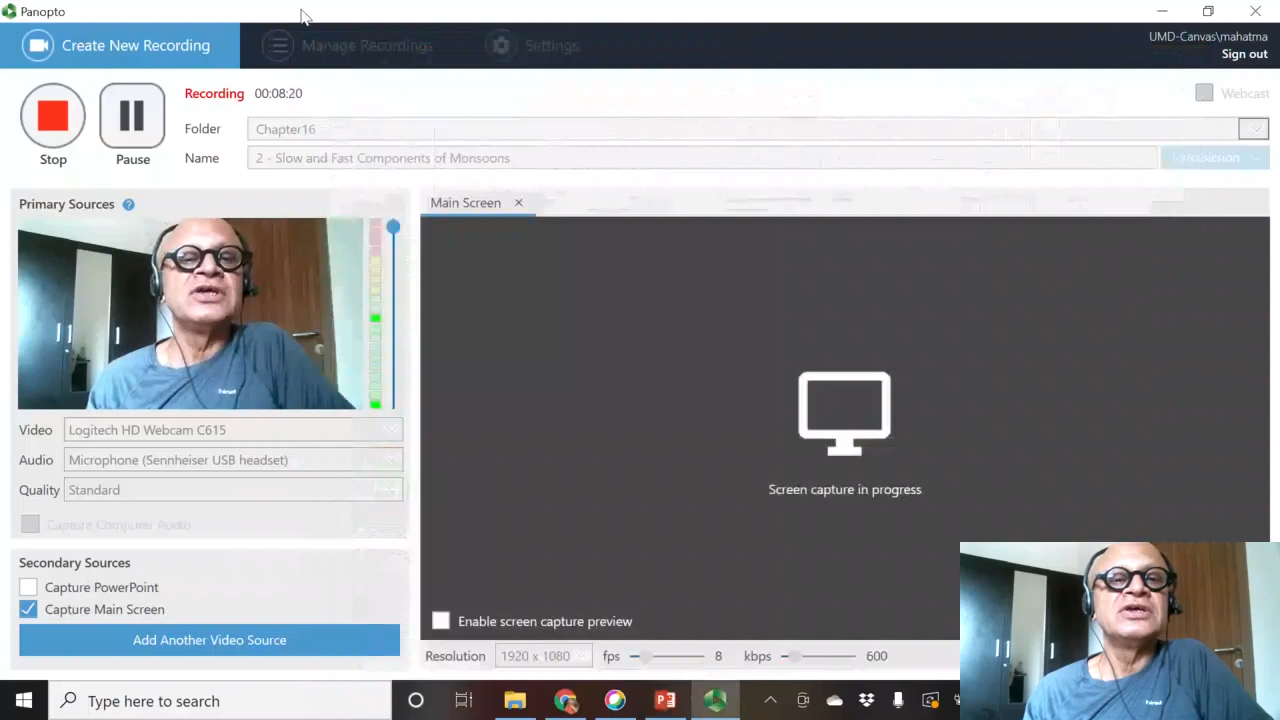 Panopto
Create New Recording
Manage Recordings
Settings
UMD-Canvas\mahatma
Sign out
Recording 00:08:20
Webcast
Folder Chapter16
Name 2 - Slow and Fast Components of Monsoons
Stop
Pause
Primary Sources ?
Main Screen
Video Logitech HD Webcam C615
Audio Microphone (Sennheiser USB headset)
Quality Standard
Capture Computer Audio
Screen capture in progress
Secondary Sources
Capture PowerPoint
Capture Main Screen
Add Another Video Source
Enable screen capture preview
Resolution 1920 x 1080 fps 8 kbps 600
Type here to search